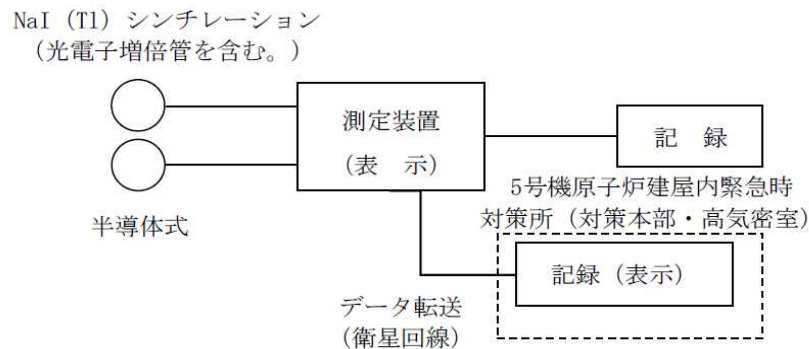 NaI（Tl）シンチレーション
（光電子増倍管を含む。）
測定装置
（表　示）
記　録
半導体式
5号機原子炉建屋内緊急時
対策所（対策本部・高気密室）
記録（表示）
データ転送
（衛星回線）